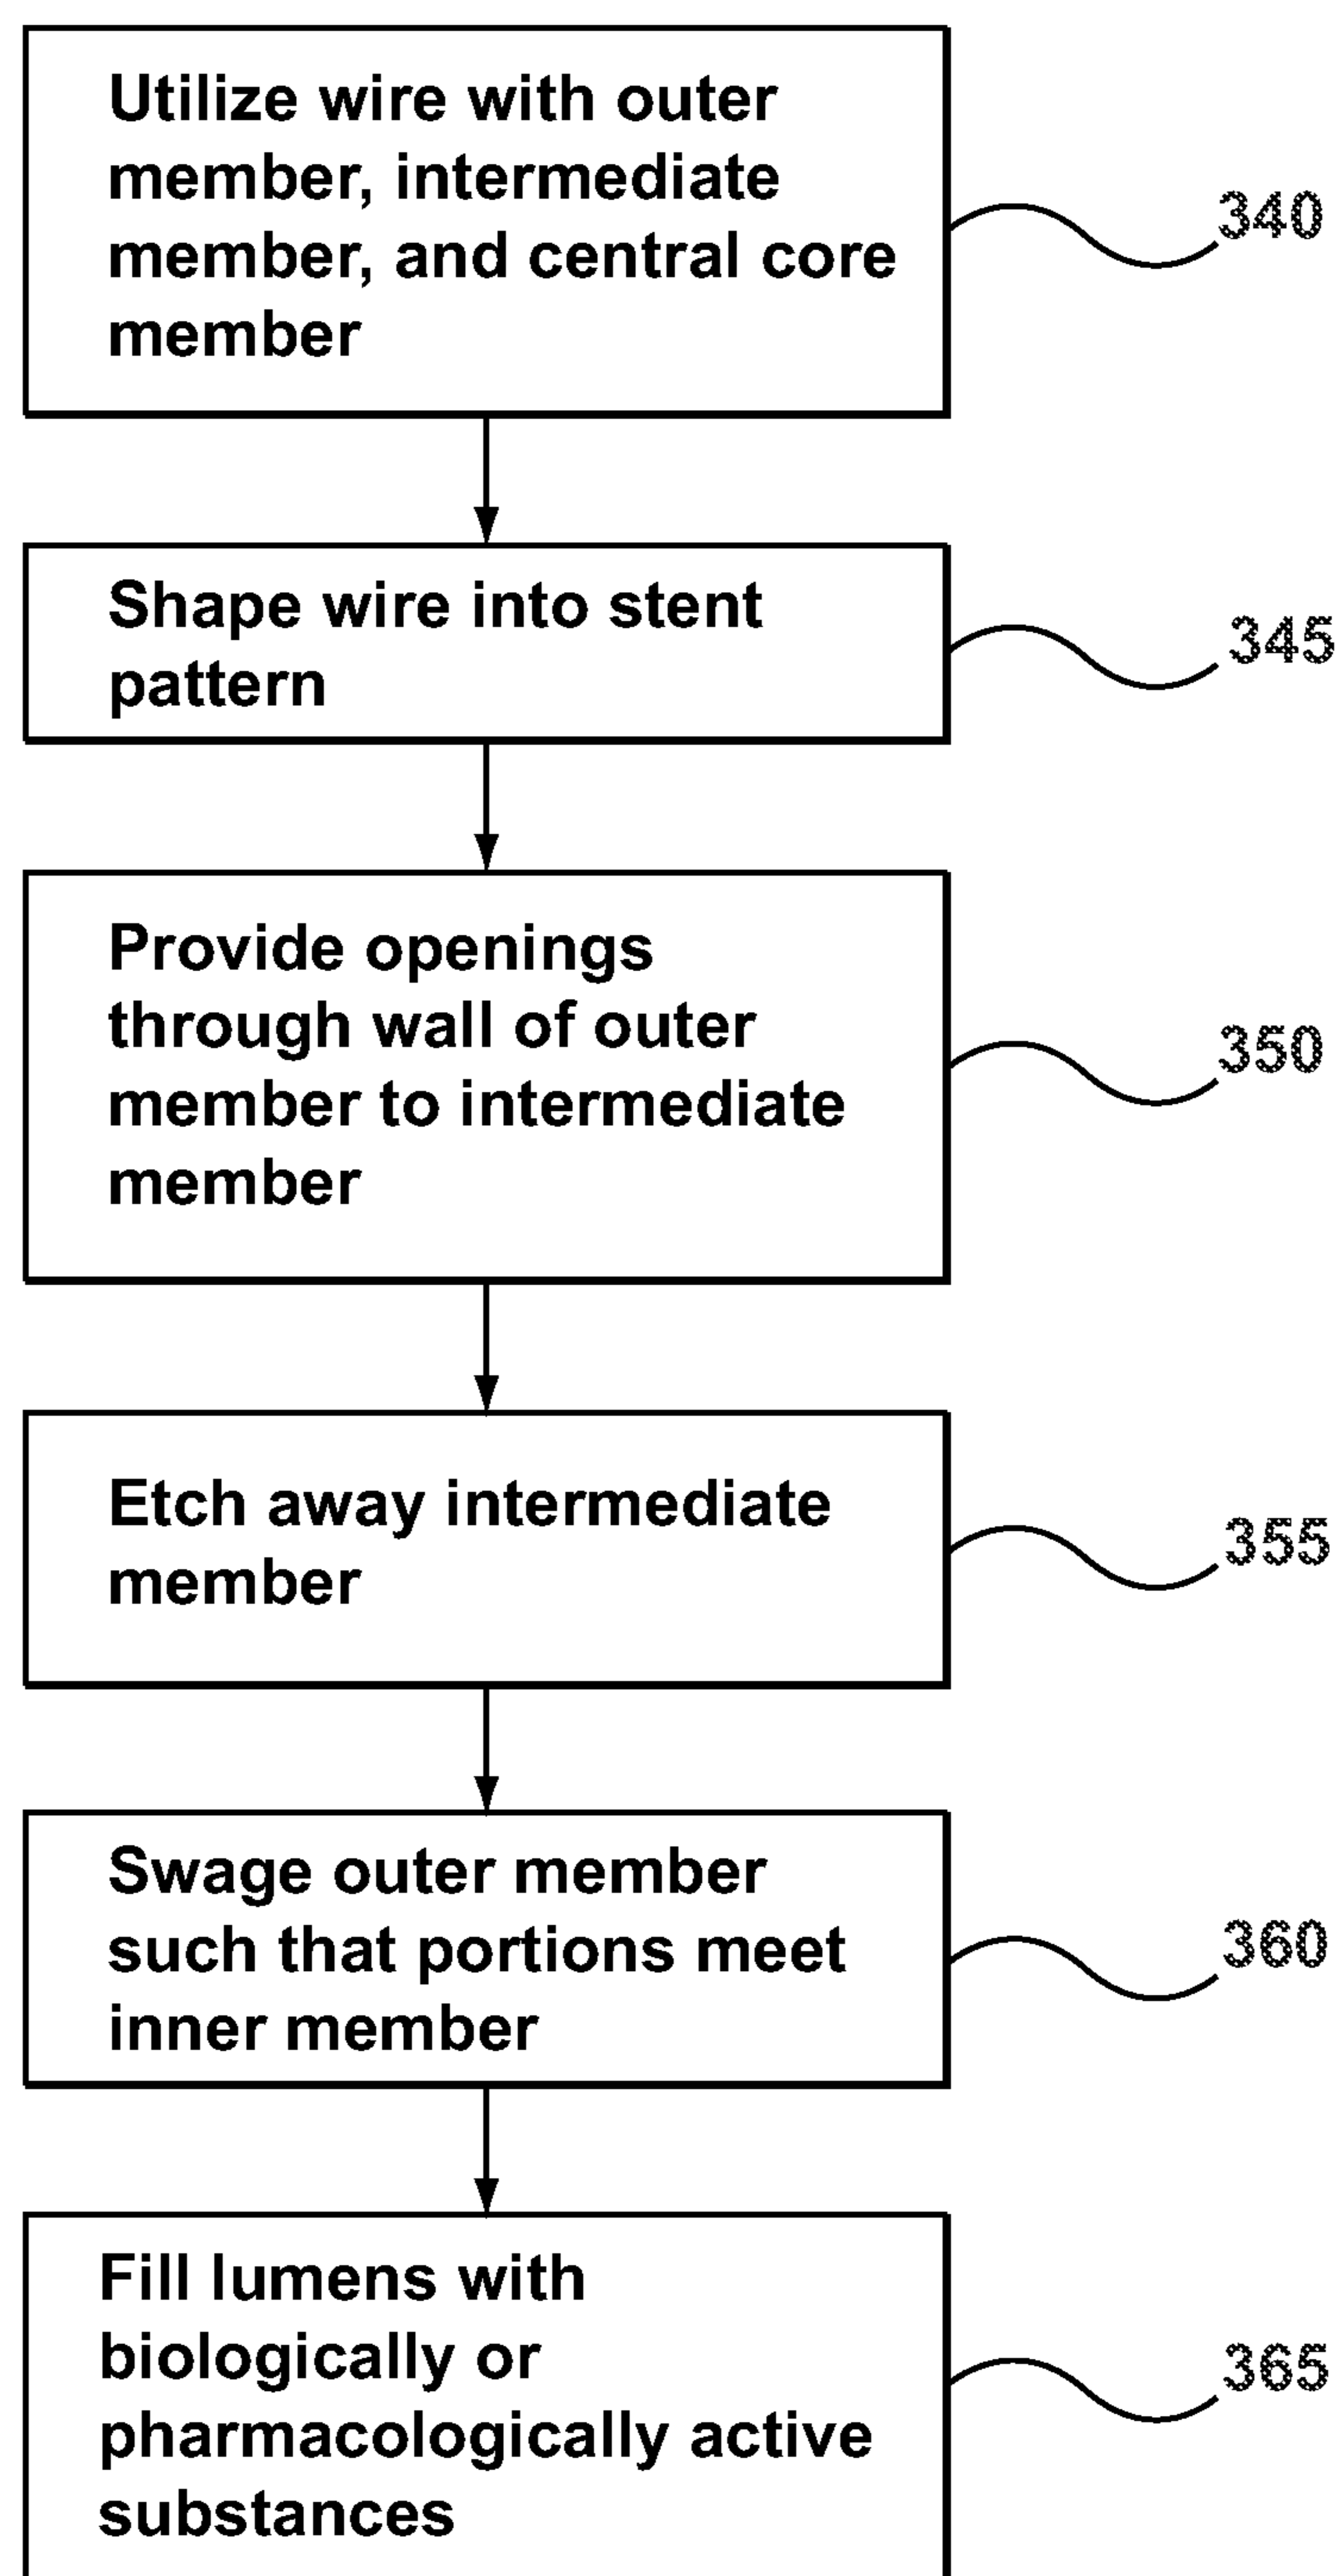 Utilize wire with outer
member, intermediate
member, and central core
member
340
Shape wire into stent
pattern
345
Provide openings
through wall of outer
member to intermediate
member
350
Etch away intermediate
member
355
Swage outer member
such that portions meet
inner member
360
Fill lumens with
biologically or
pharmacologically active
substances
365